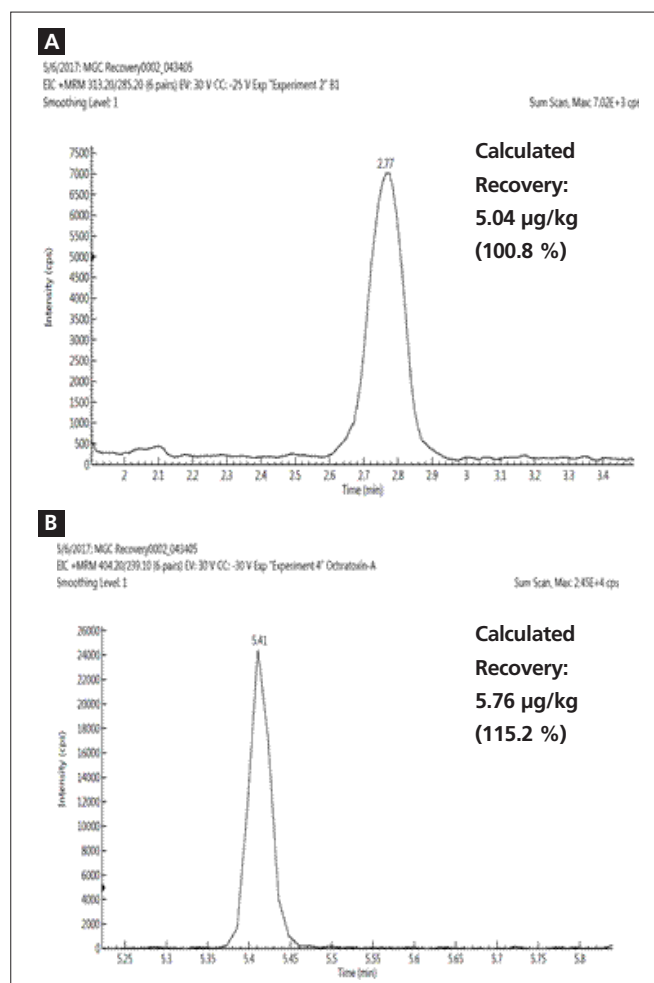 A
5/6/2017: MGC Recovery0002_043405
EIC +MRM 313.20/285.20 (6 pairs) EV: 30 V CC: -25 V Exp "Experiment 2" B1
Smoothing Level: 1
Sum Scan, Max: 7.02E+3 cps
Calculated
Recovery:
5.04 µg/kg
(100.8 %)
2.77
7500
7000
6500
6000
5500
5000
4500
4000
3500
3000
2500
2000
1500
1000
500
0
Intensity (cps)
2 2.1 2.2 2.3 2.4 2.5 2.6 2.7 2.8 2.9 3 3.1 3.2 3.3 3.4
Time (min)
B
5/6/2017: MGC Recovery0002_043405
EIC +MRM 404.20/239.10 (6 pairs) EV: 30 V CC: -30 V Exp "Experiment 4" Ochratoxin-A
Smoothing Level: 1
Sum Scan, Max: 2.45E+4 cps
Calculated
Recovery:
5.76 µg/kg
(115.2 %)
5.41
26000
24000
22000
20000
18000
16000
14000
12000
10000
8000
6000
4000
2000
0
Intensity (cps)
5.25 5.3 5.35 5.4 5.45 5.5 5.55 5.6 5.65 5.7 5.75 5.8
Time (min)